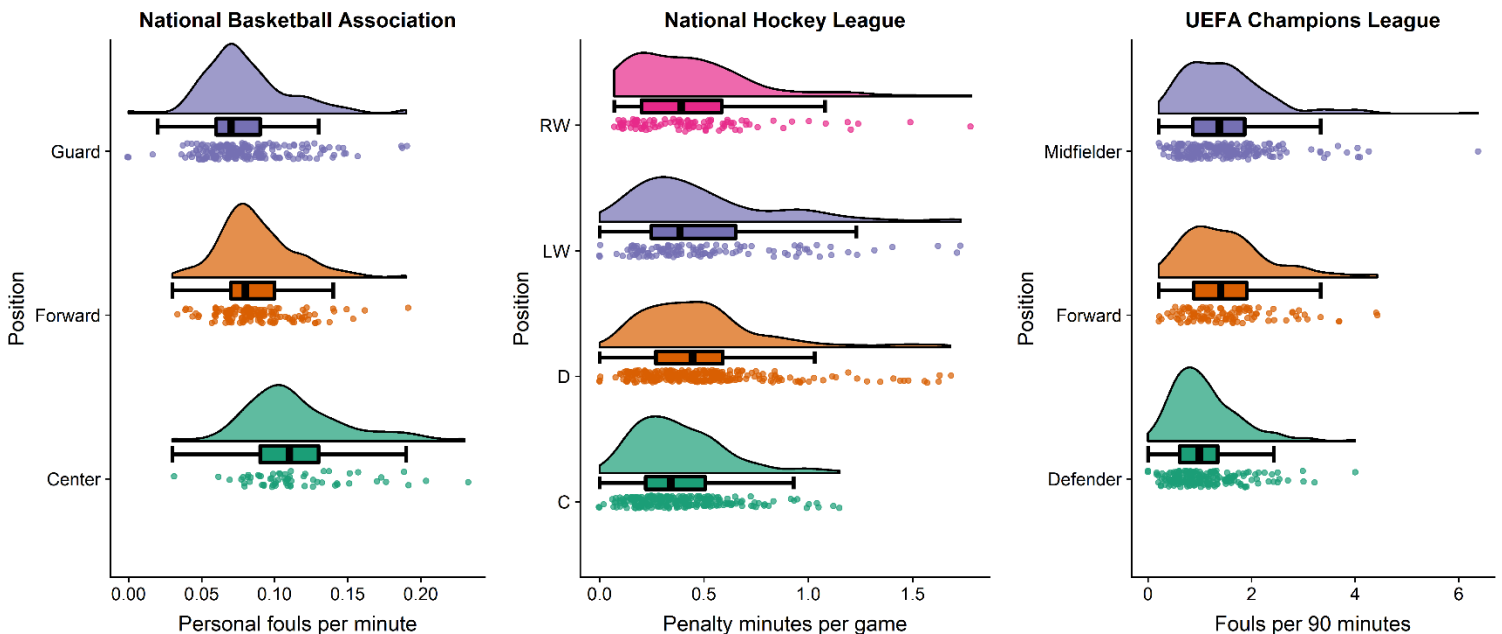 National Basketball Association
Position
Guard
Forward
Center
0.00 0.05 0.10 0.15 0.20
Personal fouls per minute
National Hockey League
Position
RW
LW
D
C
0.0 0.5 1.0 1.5
Penalty minutes per game
UEFA Champions League
Position
Midfielder
Forward
Defender
0 2 4 6
Fouls per 90 minutes